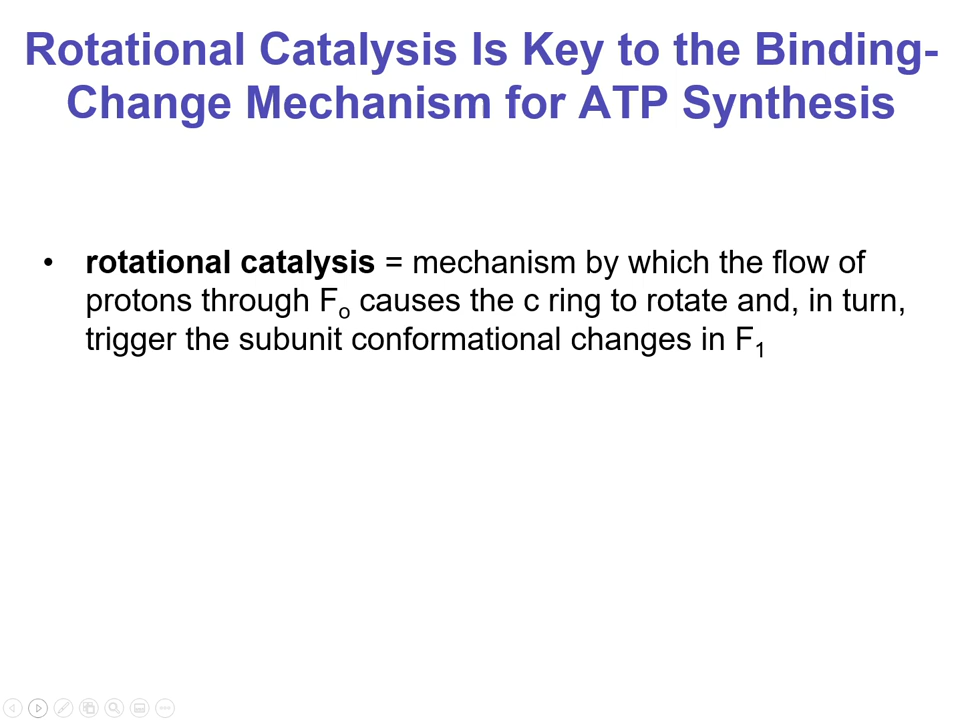 Rotational Catalysis Is Key to the Binding-
Change Mechanism for ATP Synthesis
• rotational catalysis = mechanism by which the flow of
protons through Fo causes the c ring to rotate and, in turn,
trigger the subunit conformational changes in F1